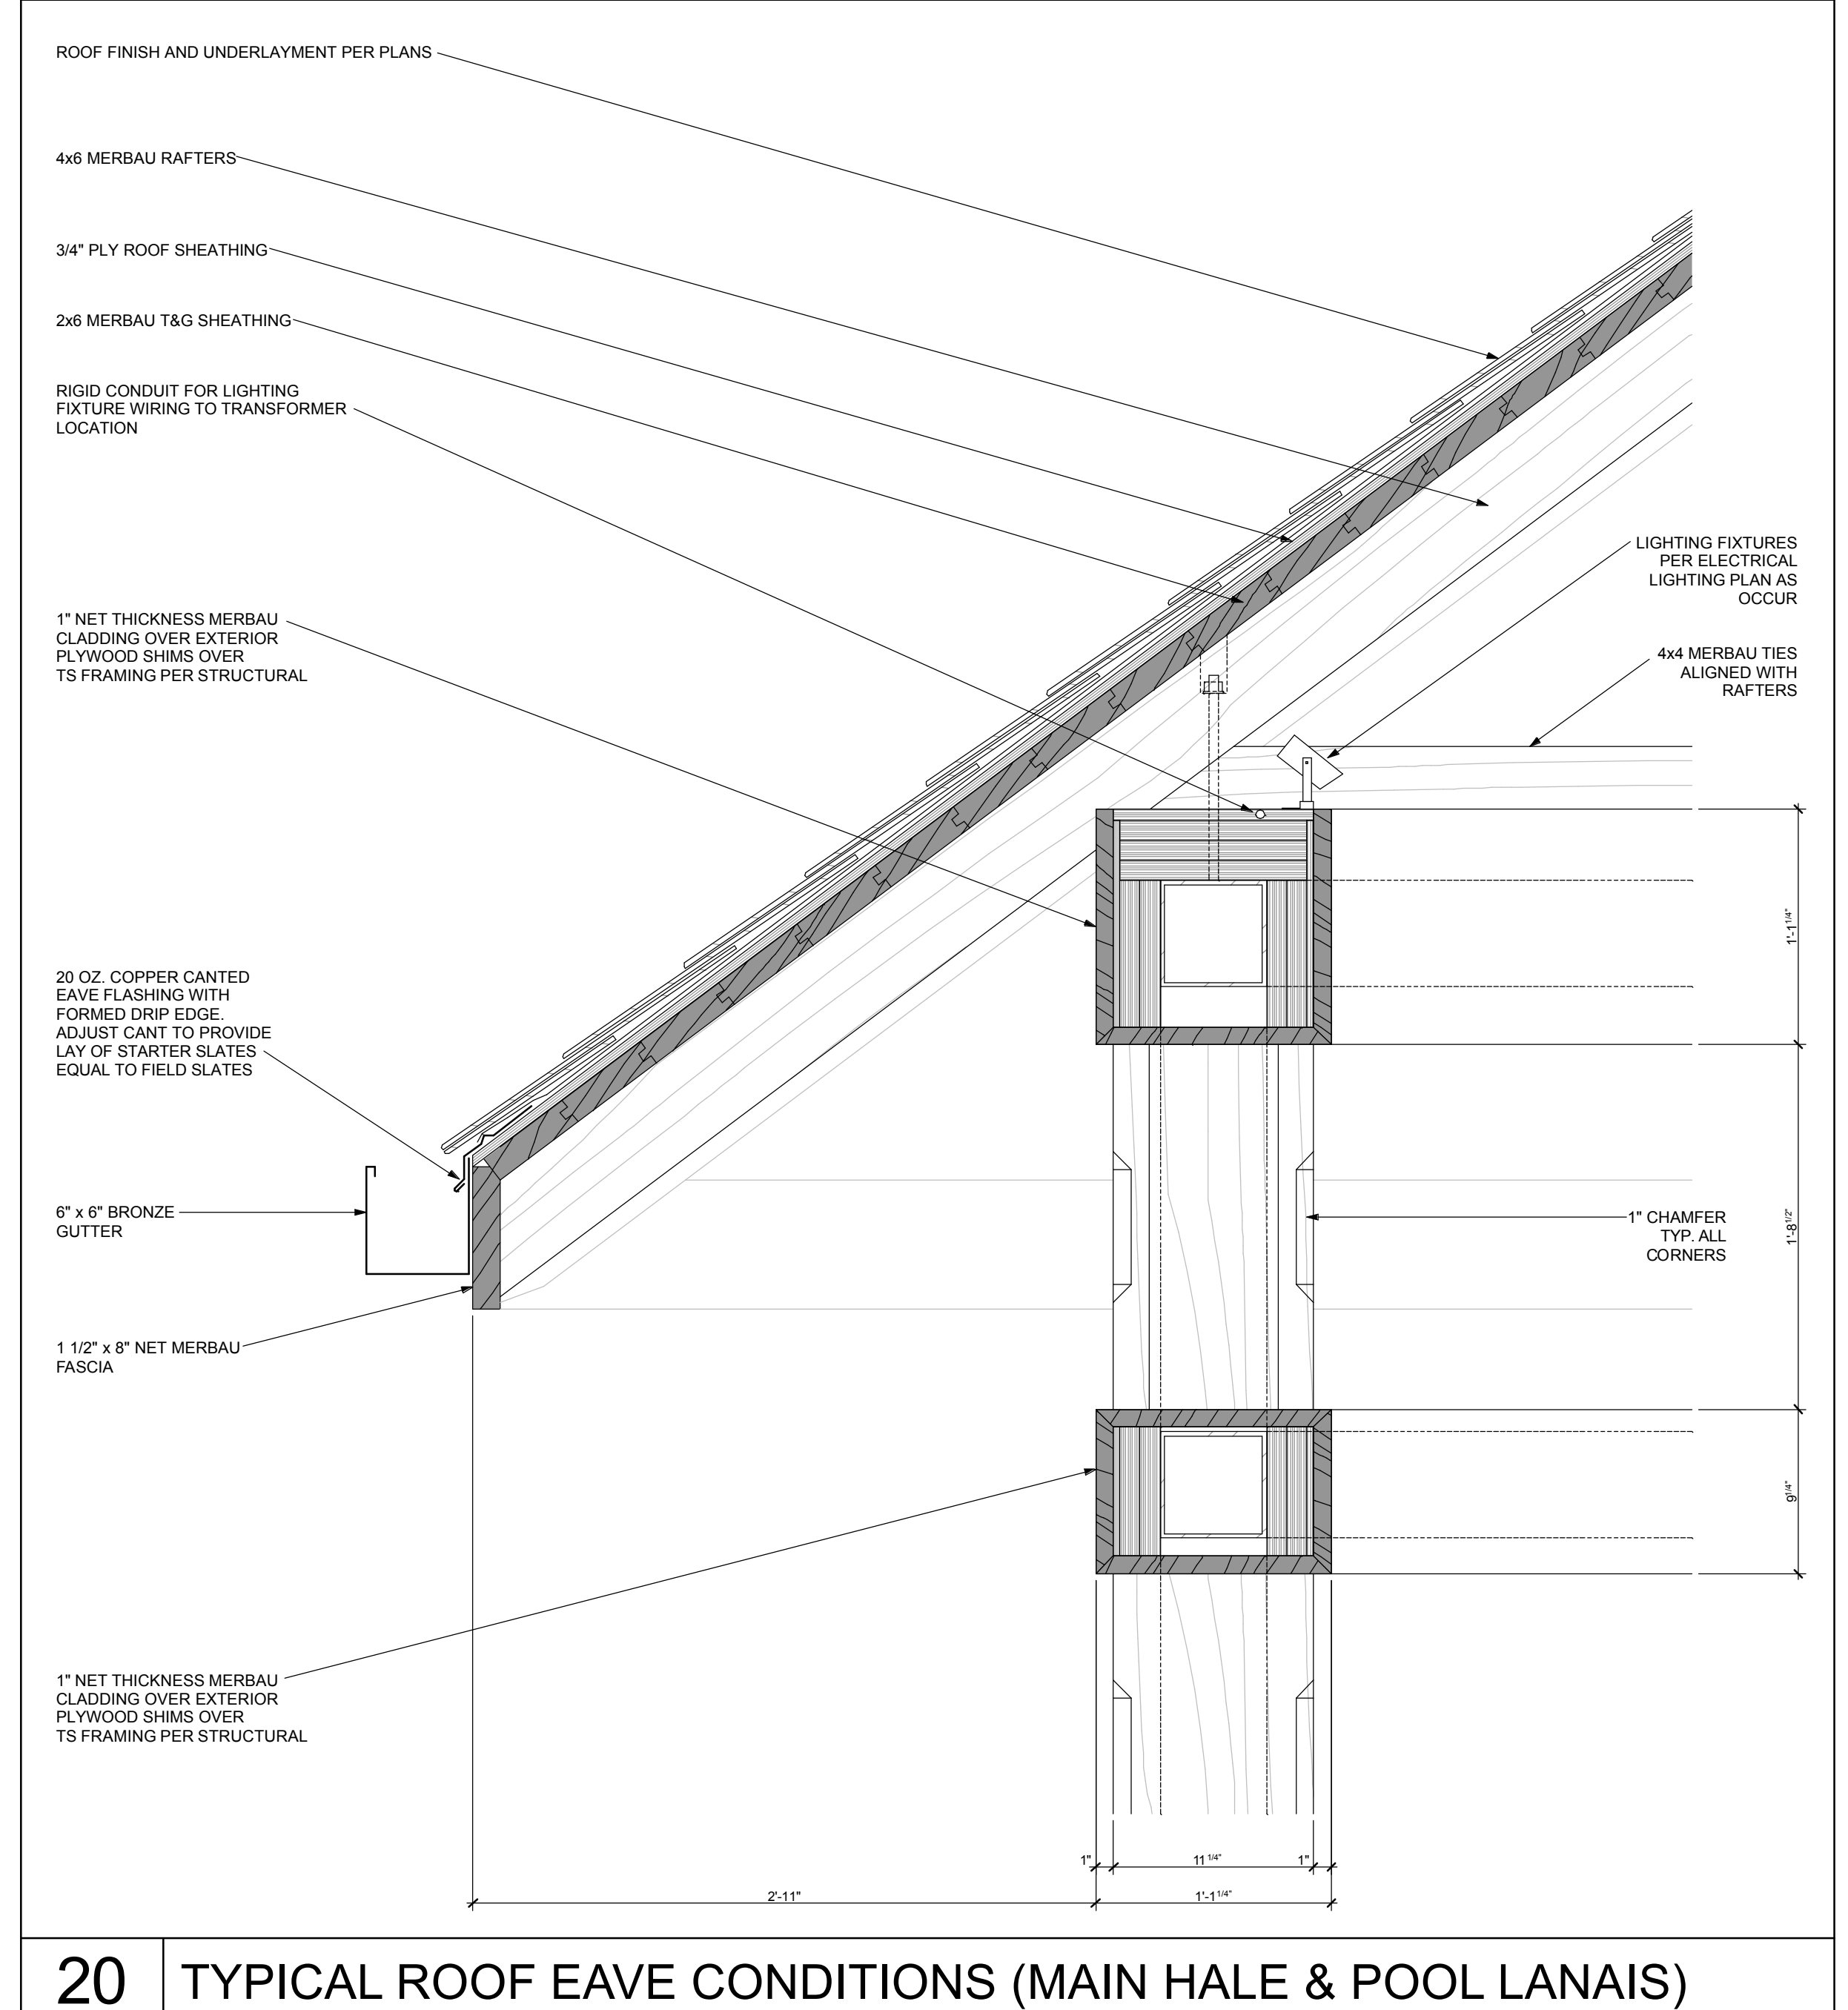 ROOF FINISH AND UNDERLAYMENT PER PLANS
4x6 MERBAU RAFTERS
3/4" PLY ROOF SHEATHING
2x6 MERBAU T&G SHEATHING
RIGID CONDUIT FOR LIGHTING
FIXTURE WIRING TO TRANSFORMER
LOCATION
LIGHTING FIXTURES
PER ELECTRICAL
LIGHTING PLAN AS
OCCUR
1" NET THICKNESS MERBAU
CLADDING OVER EXTERIOR
PLYWOOD SHIMS OVER
TS FRAMING PER STRUCTURAL
4x4 MERBAU TIES
ALIGNED WITH
RAFTERS
1'-1 1/4"
20 OZ. COPPER CANTED
EAVE FLASHING WITH
FORMED DRIP EDGE.
ADJUST CANT TO PROVIDE
LAY OF STARTER SLATES
EQUAL TO FIELD SLATES
6" x 6" BRONZE
GUTTER
1" CHAMFER
TYP. ALL
CORNERS
1'-8 1/2"
1 1/2" x 8" NET MERBAU
FASCIA
9 1/4"
1" NET THICKNESS MERBAU
CLADDING OVER EXTERIOR
PLYWOOD SHIMS OVER
TS FRAMING PER STRUCTURAL
1" 11 1/4" 1"
2'-11" 1'-1 1/4"
20 TYPICAL ROOF EAVE CONDITIONS (MAIN HALE & POOL LANAIS)